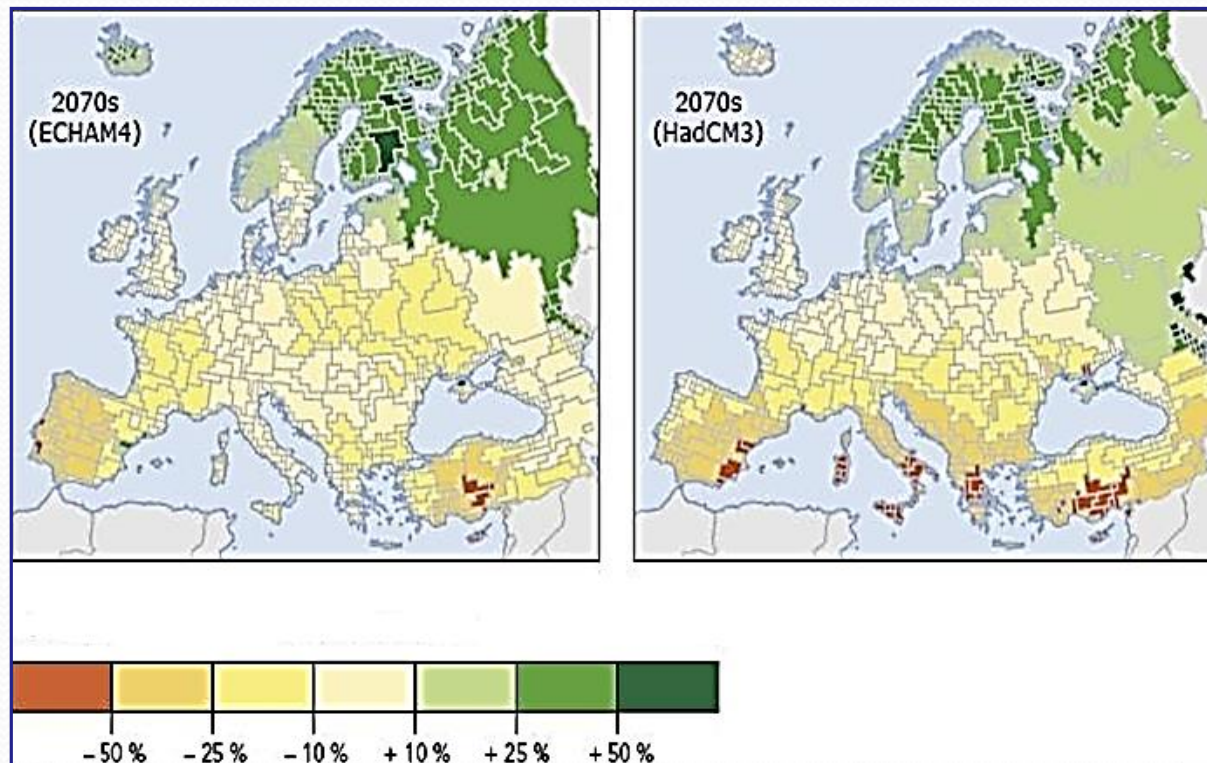 2070s
(ECHAM4)
2070s
(HadCM3)
– 50 % – 25 % – 10 % + 10 % + 25 % + 50 %